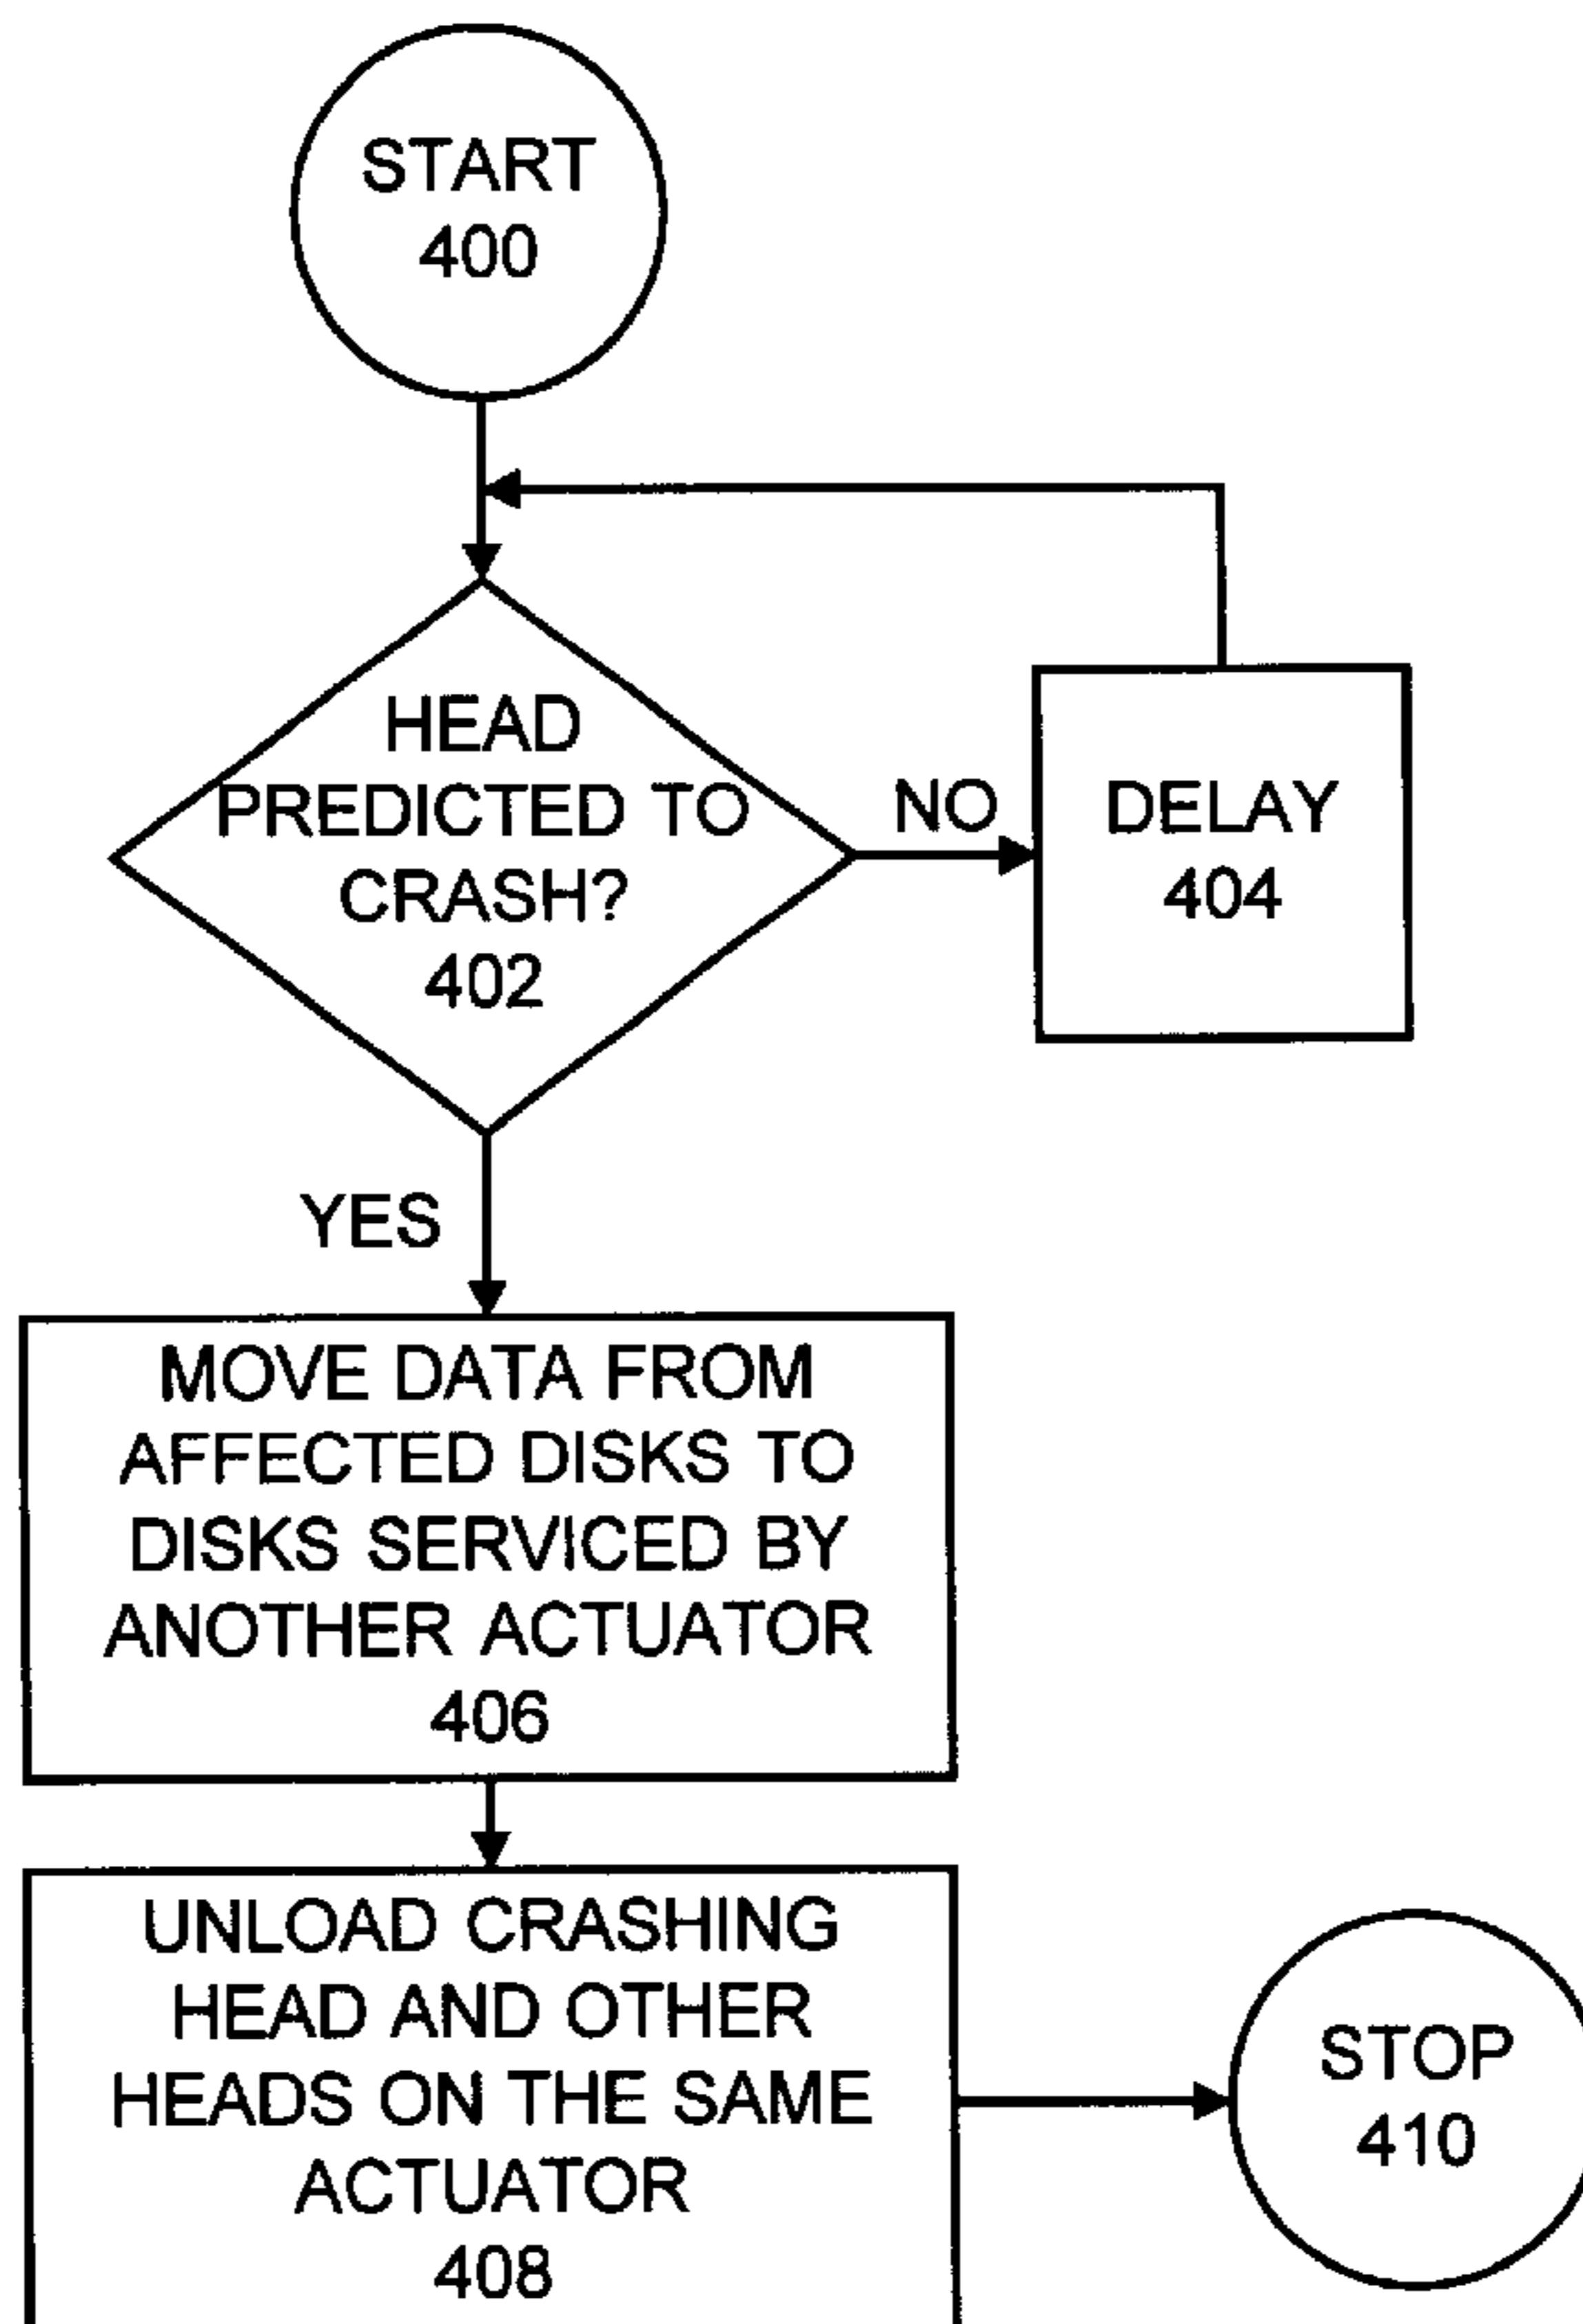 START
400
HEAD
PREDICTED TO
CRASH?
402
NO
DELAY
404
YES
MOVE DATA FROM
AFFECTED DISKS TO
DISKS SERVICED BY
ANOTHER ACTUATOR
406
UNLOAD CRASHING
HEAD AND OTHER
HEADS ON THE SAME
ACTUATOR
408
STOP
410